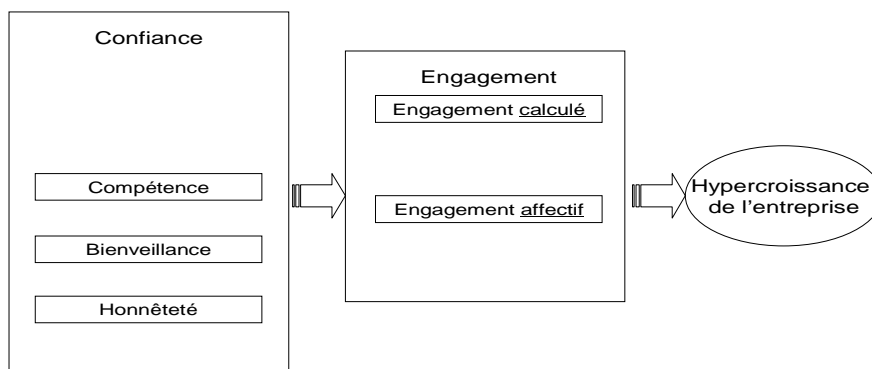 Confiance
Compétence
Bienveillance
Honnêteté
Engagement
Engagement calculé
Engagement affectif
Hypercroissance
de l'entreprise